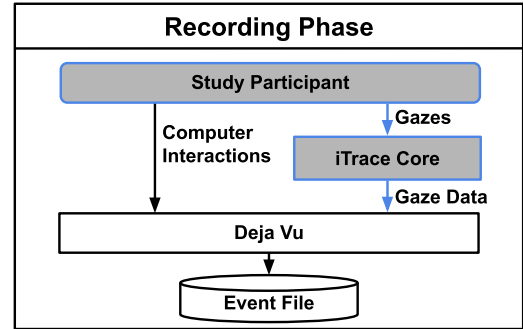 Recording Phase
Study Participant
Computer
Interactions
Gazes
iTrace Core
Gaze Data
Deja Vu
Event File